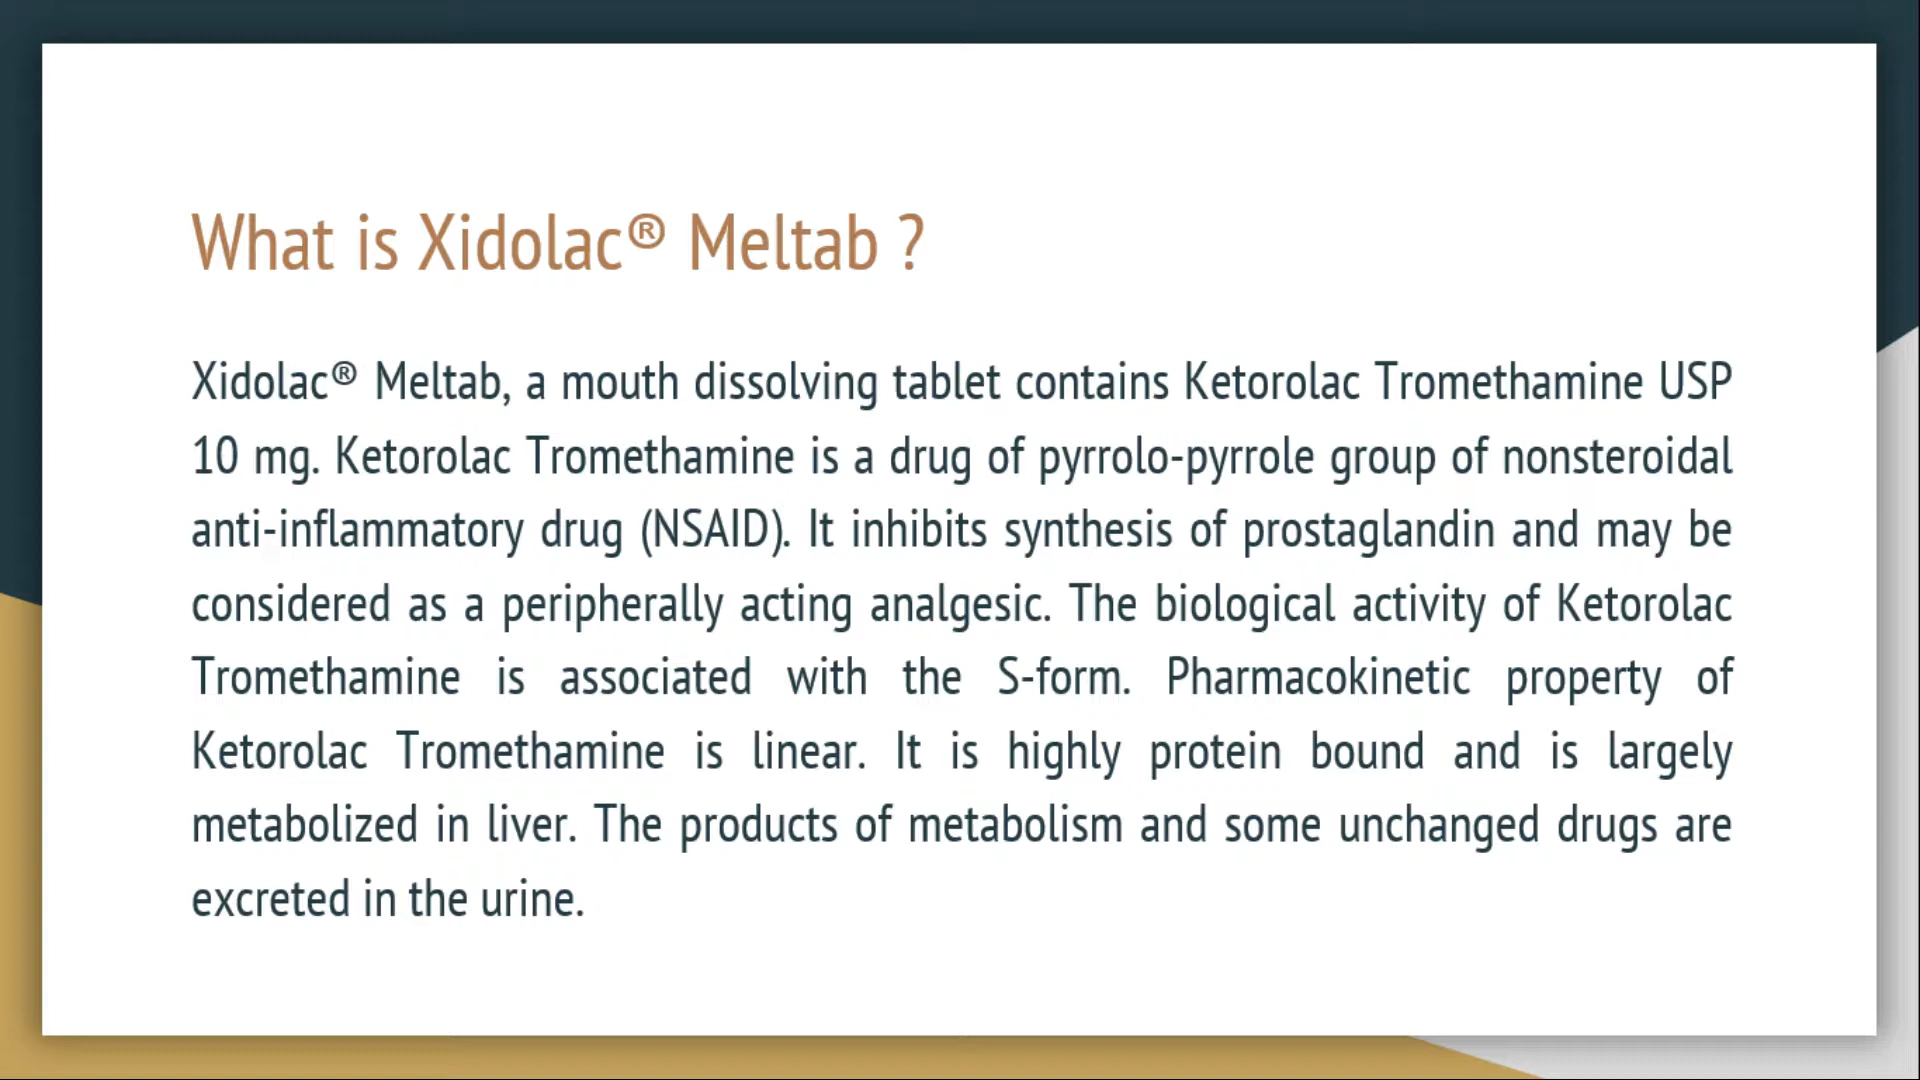 What is Xidolac® Meltab ?
Xidolac® Meltab, a mouth dissolving tablet contains Ketorolac Tromethamine USP
10 mg. Ketorolac Tromethamine is a drug of pyrrolo-pyrrole group of nonsteroidal
anti-inflammatory drug (NSAID). It inhibits synthesis of prostaglandin and may be
considered as a peripherally acting analgesic. The biological activity of Ketorolac
Tromethamine is associated with the S-form. Pharmacokinetic property of
Ketorolac Tromethamine is linear. It is highly protein bound and is largely
metabolized in liver. The products of metabolism and some unchanged drugs are
excreted in the urine.